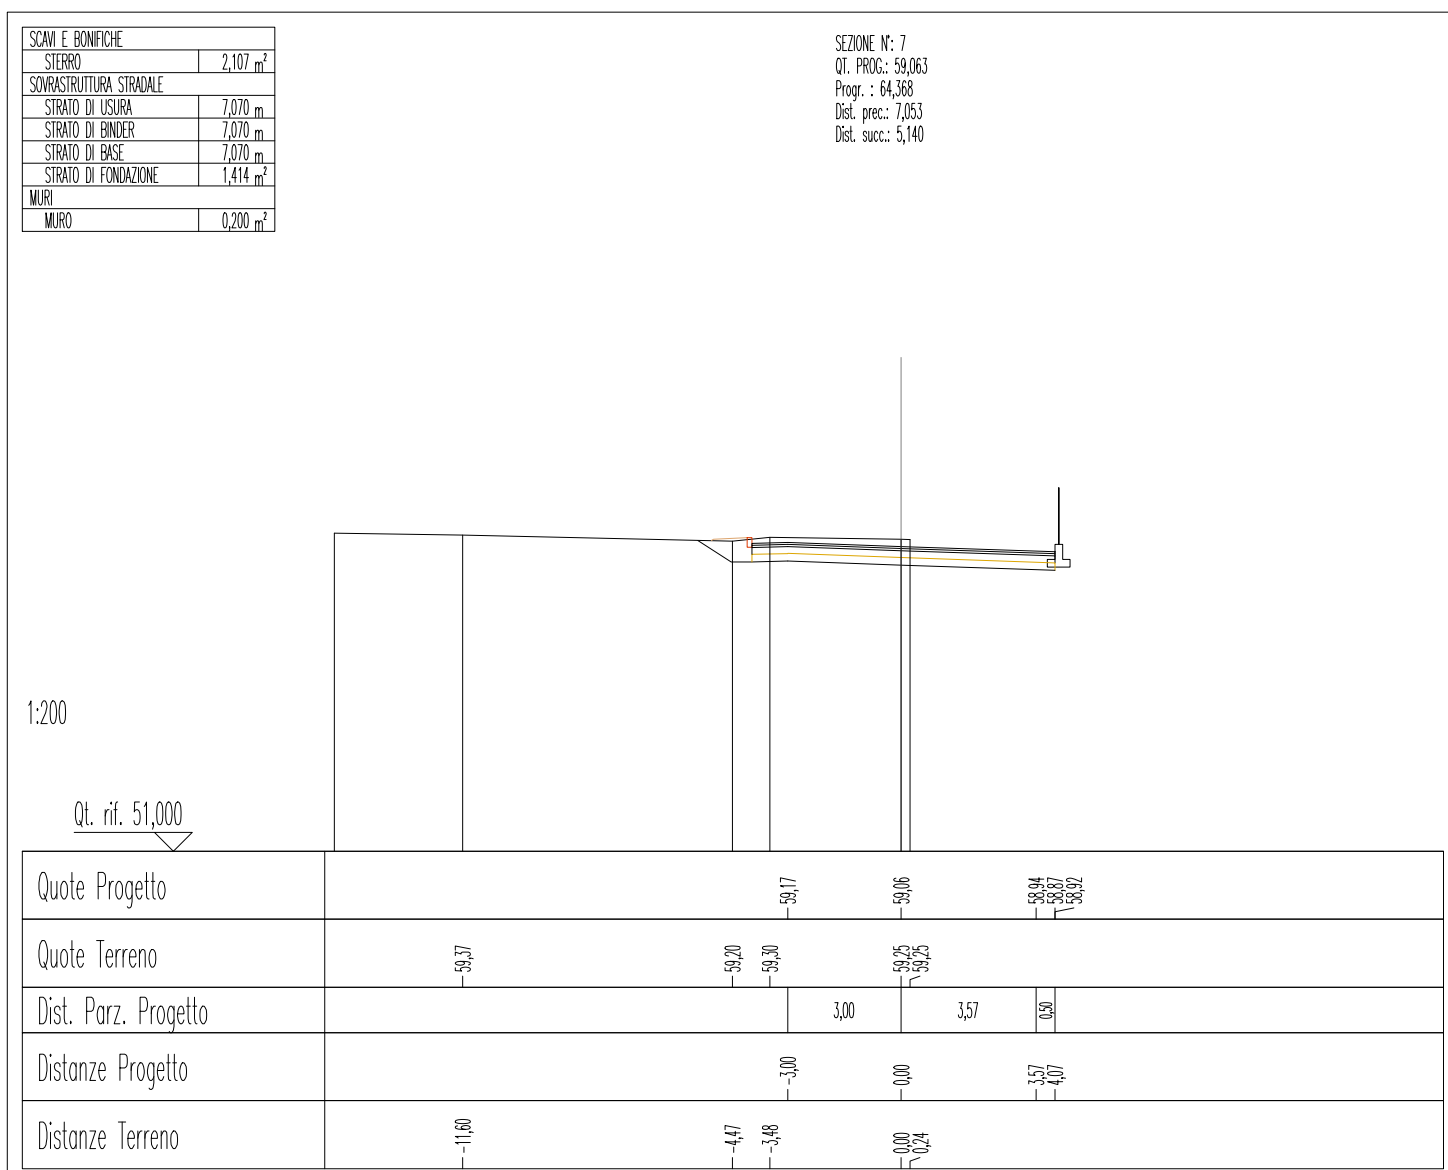 SCAVI E BONIFICHE
STERRO 2,107 m²
SOVRASTRUTTURA STRADALE
STRATO DI USURA 7,070 m
STRATO DI BINDER 7,070 m
STRATO DI BASE 7,070 m
STRATO DI FONDAZIONE 1,414 m²
MURI
MURO 0,200 m²
SEZIONE N°: 7
QT. PROG.: 59,063
Progr. : 64,368
Dist. prec.: 7,053
Dist. succ.: 5,140
1:200
Qt. rif. 51,000
Quote Progetto 59,17 59,06 58,94 58,87 58,92
Quote Terreno 59,37 59,20 59,30 59,25 59,25
Dist. Parz. Progetto 3,00 3,57 0,50
Distanze Progetto -3,00 0,00 3,57 4,07
Distanze Terreno -11,60 -4,47 -3,48 0,00 0,24